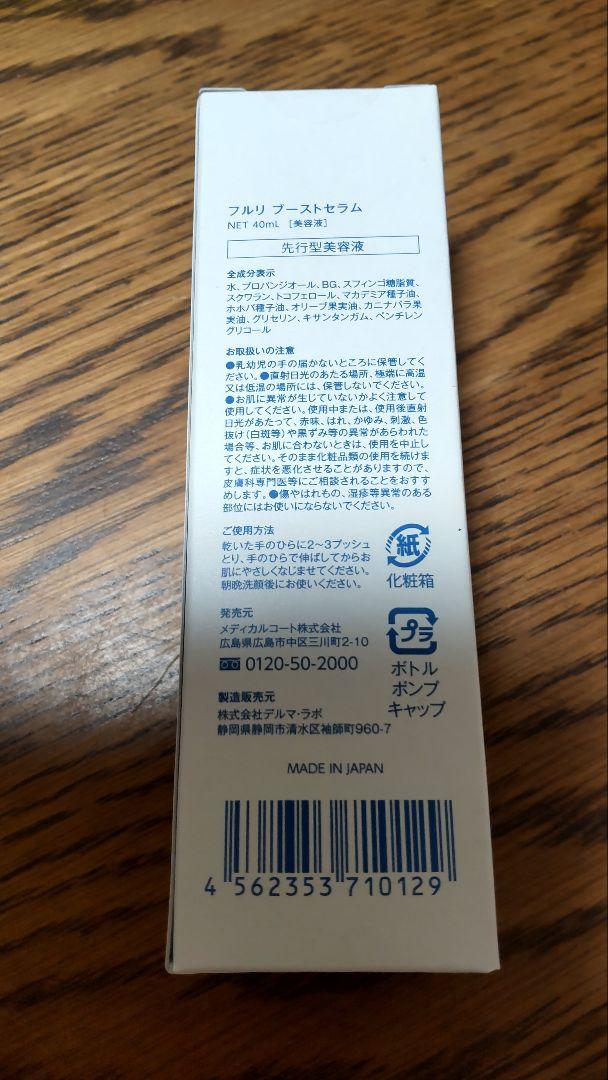 フルリ ブーストセラム
NET 40mL [美容液]
先行型美容液
全成分表示
水、プロパンジオール、BG、スフィンゴ糖脂質、
スクワラン、トコフェロール、マカデミア種子油、
ホホバ種子油、オリーブ果実油、カニナバラ果
実油、グリセリン、キサンタンガム、ペンチレン
グリコール
お取扱いの注意
●乳幼児の手の届かないところに保管してく
ださい。●直射日光のあたる場所、極端に高温
又は低温の場所には、保管しないでください。
●お肌に異常が生じていないかよく注意して
使用してください。使用中または、使用後直射
日光があたって、赤味、はれ、かゆみ、刺激、色
抜け(白斑等)や黒ずみ等の異常があらわれた
場合等、お肌に合わないときは、使用を中止し
てください。そのまま化粧品類の使用を続けま
すと、症状を悪化させることがありますので、
皮膚科専門医等にご相談されることをおすす
めします。●傷やはれもの、湿疹等異常のある
部位にはお使いにならないでください。
ご使用方法
乾いた手のひらに2〜3プッシュ
とり、手のひらで伸ばしてからお
肌にやさしくなじませてください。
朝晩洗顔後にお使いください。
紙
化粧箱
発売元
メディカルコート株式会社
広島県広島市中区三川町2-10
0120-50-2000
プラ
ボトル
ポンプ
キャップ
製造販売元
株式会社デルマ・ラボ
静岡県静岡市清水区袖師町960-7
MADE IN JAPAN
4 562353 710129